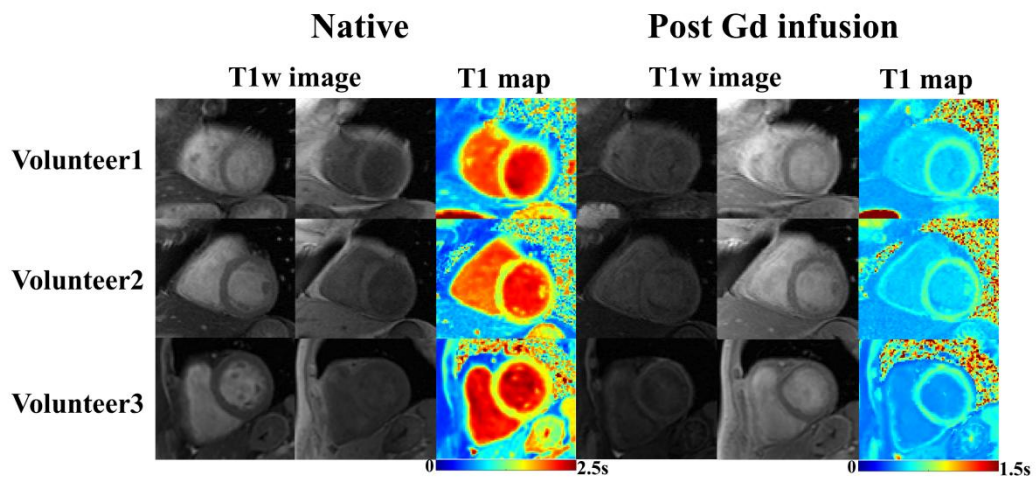 Native Post Gd infusion
T1w image T1 map T1w image T1 map
Volunteer1
Volunteer2
Volunteer3
0 2.5s 0 1.5s